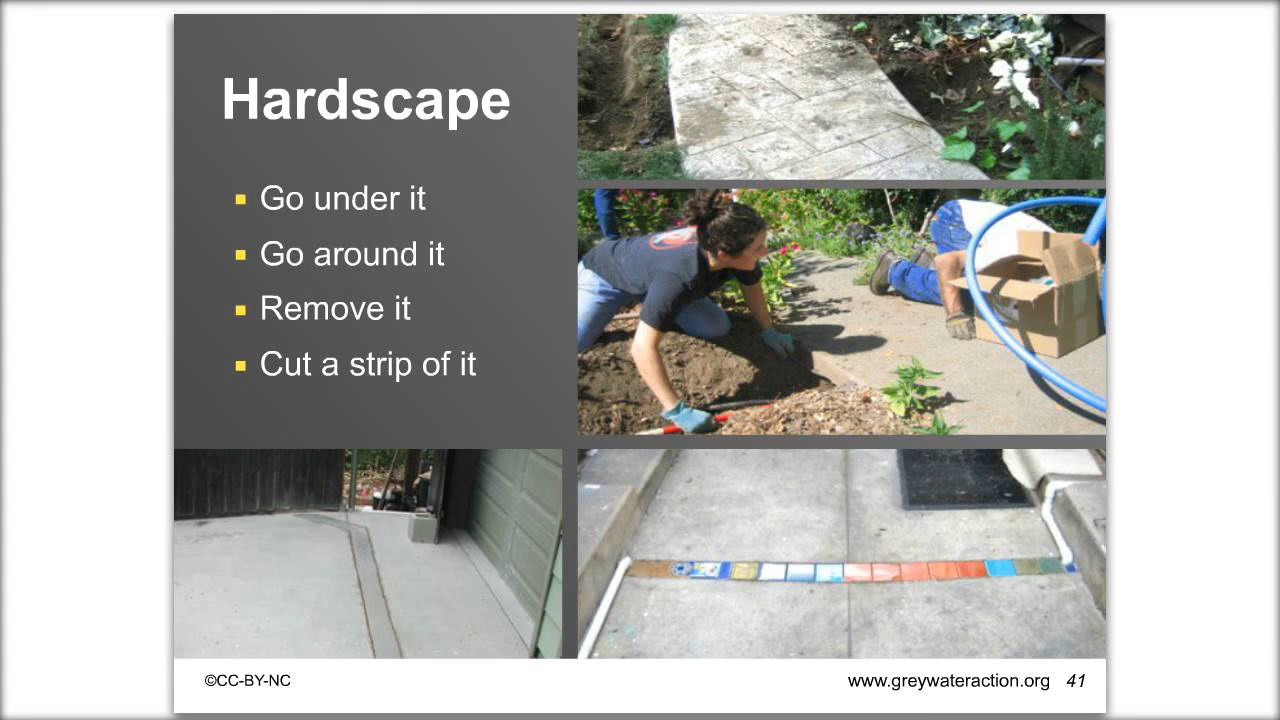 Hardscape
Go under it
Go around it
Remove it
Cut a strip of it
©CC-BY-NC
www.greywateraction.org 41